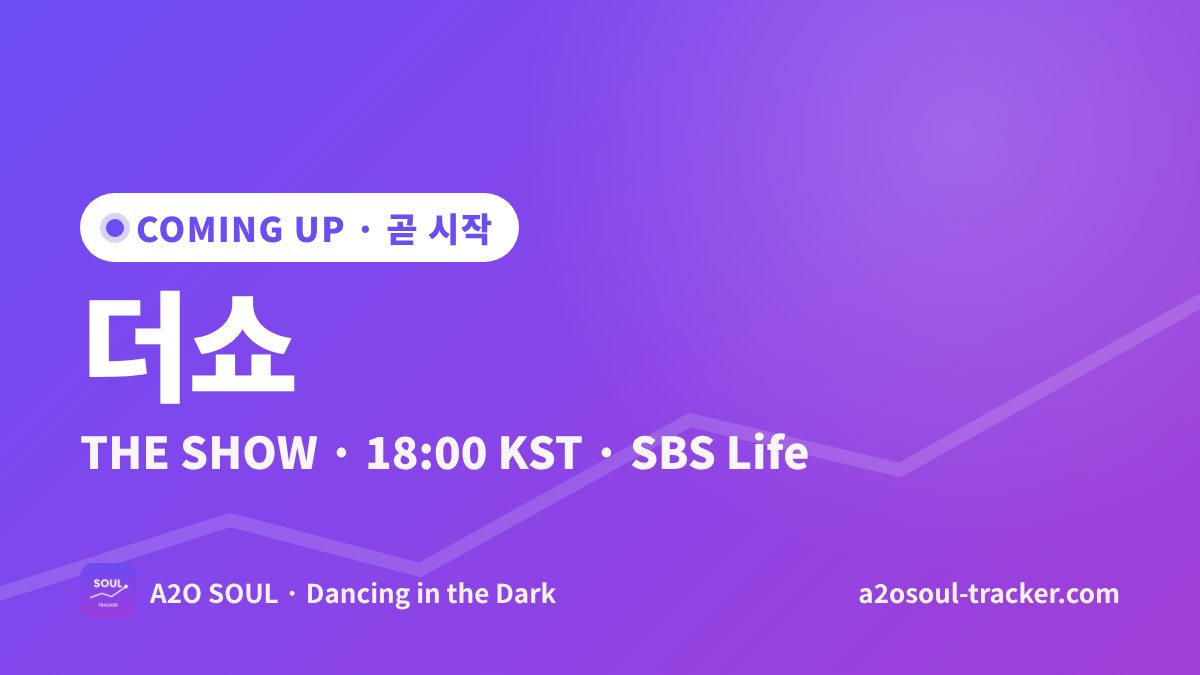 COMING UP · 곧 시작
더쇼
THE SHOW · 18:00 KST · SBS Life
SOUL
TRACKER
A2O SOUL · Dancing in the Dark
a2osoul-tracker.com